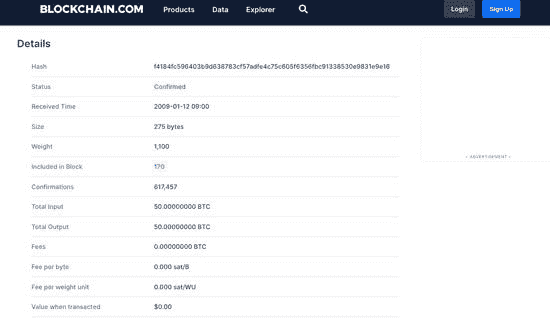 BLOCKCHAIN.COM Products Data Explorer Login Sign Up
Details
Hash f4184fc596403b9d638783cf57adfe4c75c605f6356fbc91338530e9831e9e16
Status Confirmed
Received Time 2009-01-12 09:00
Size 275 bytes
Weight 1,100
Included in Block 170
Confirmations 617,457
Total Input 50.00000000 BTC
Total Output 50.00000000 BTC
Fees 0.00000000 BTC
Fee per byte 0.000 sat/B
Fee per weight unit 0.000 sat/WU
Value when transacted $0.00
- ADVERTISEMENT -